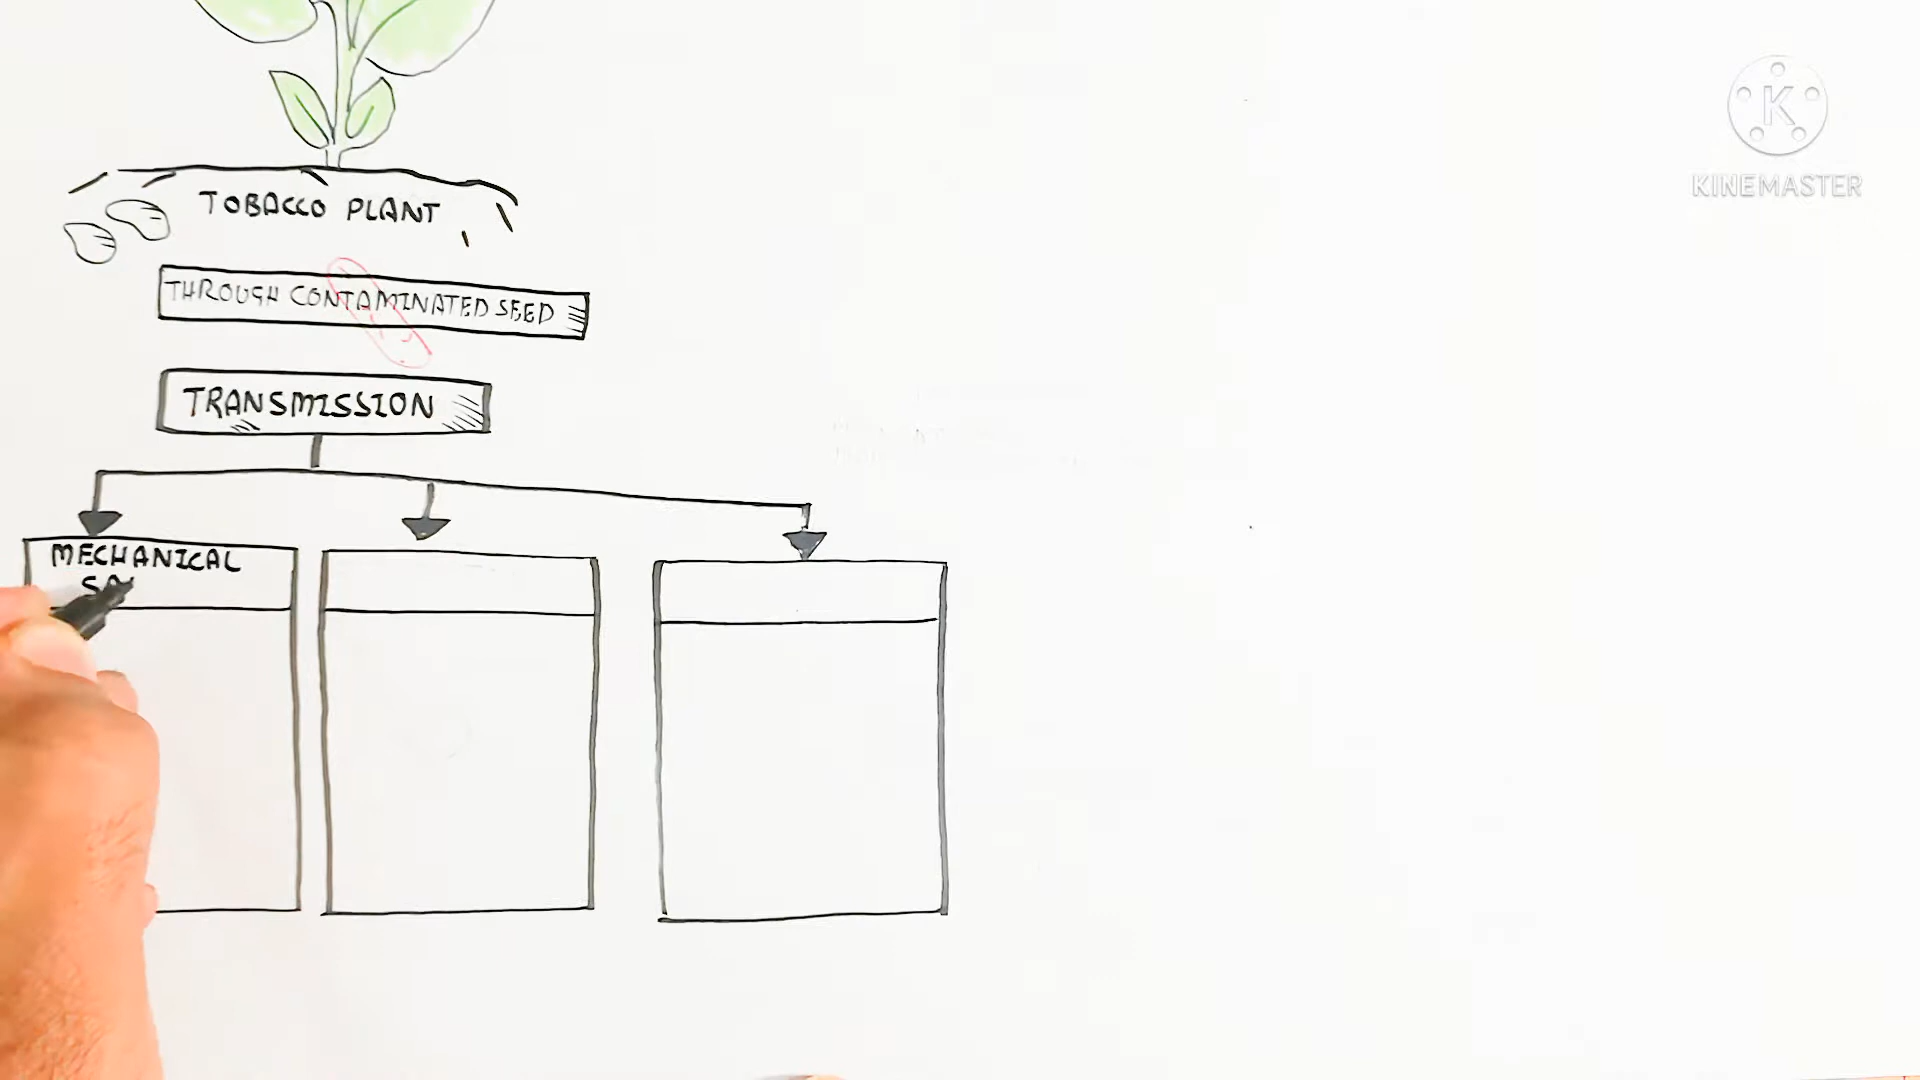 TOBACCO PLANT
THROUGH CONTAMINATED SEED
TRANSMISSION
MECHANICAL
K
KINEMASTER